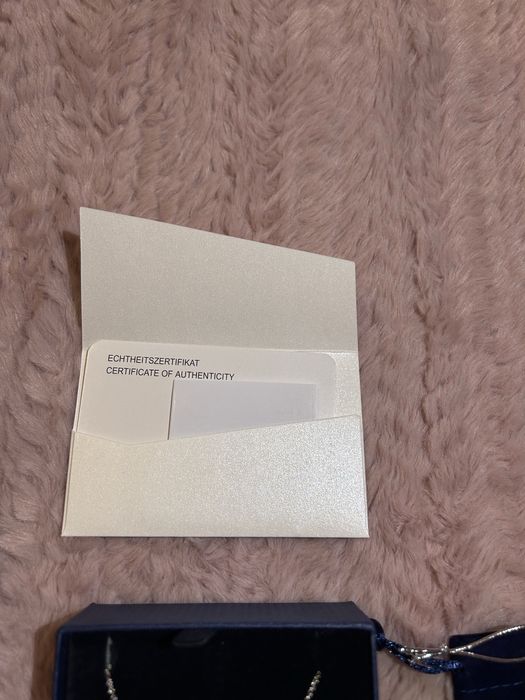 ECHTHEITSZERTIFIKAT
CERTIFICATE OF AUTHENTICITY